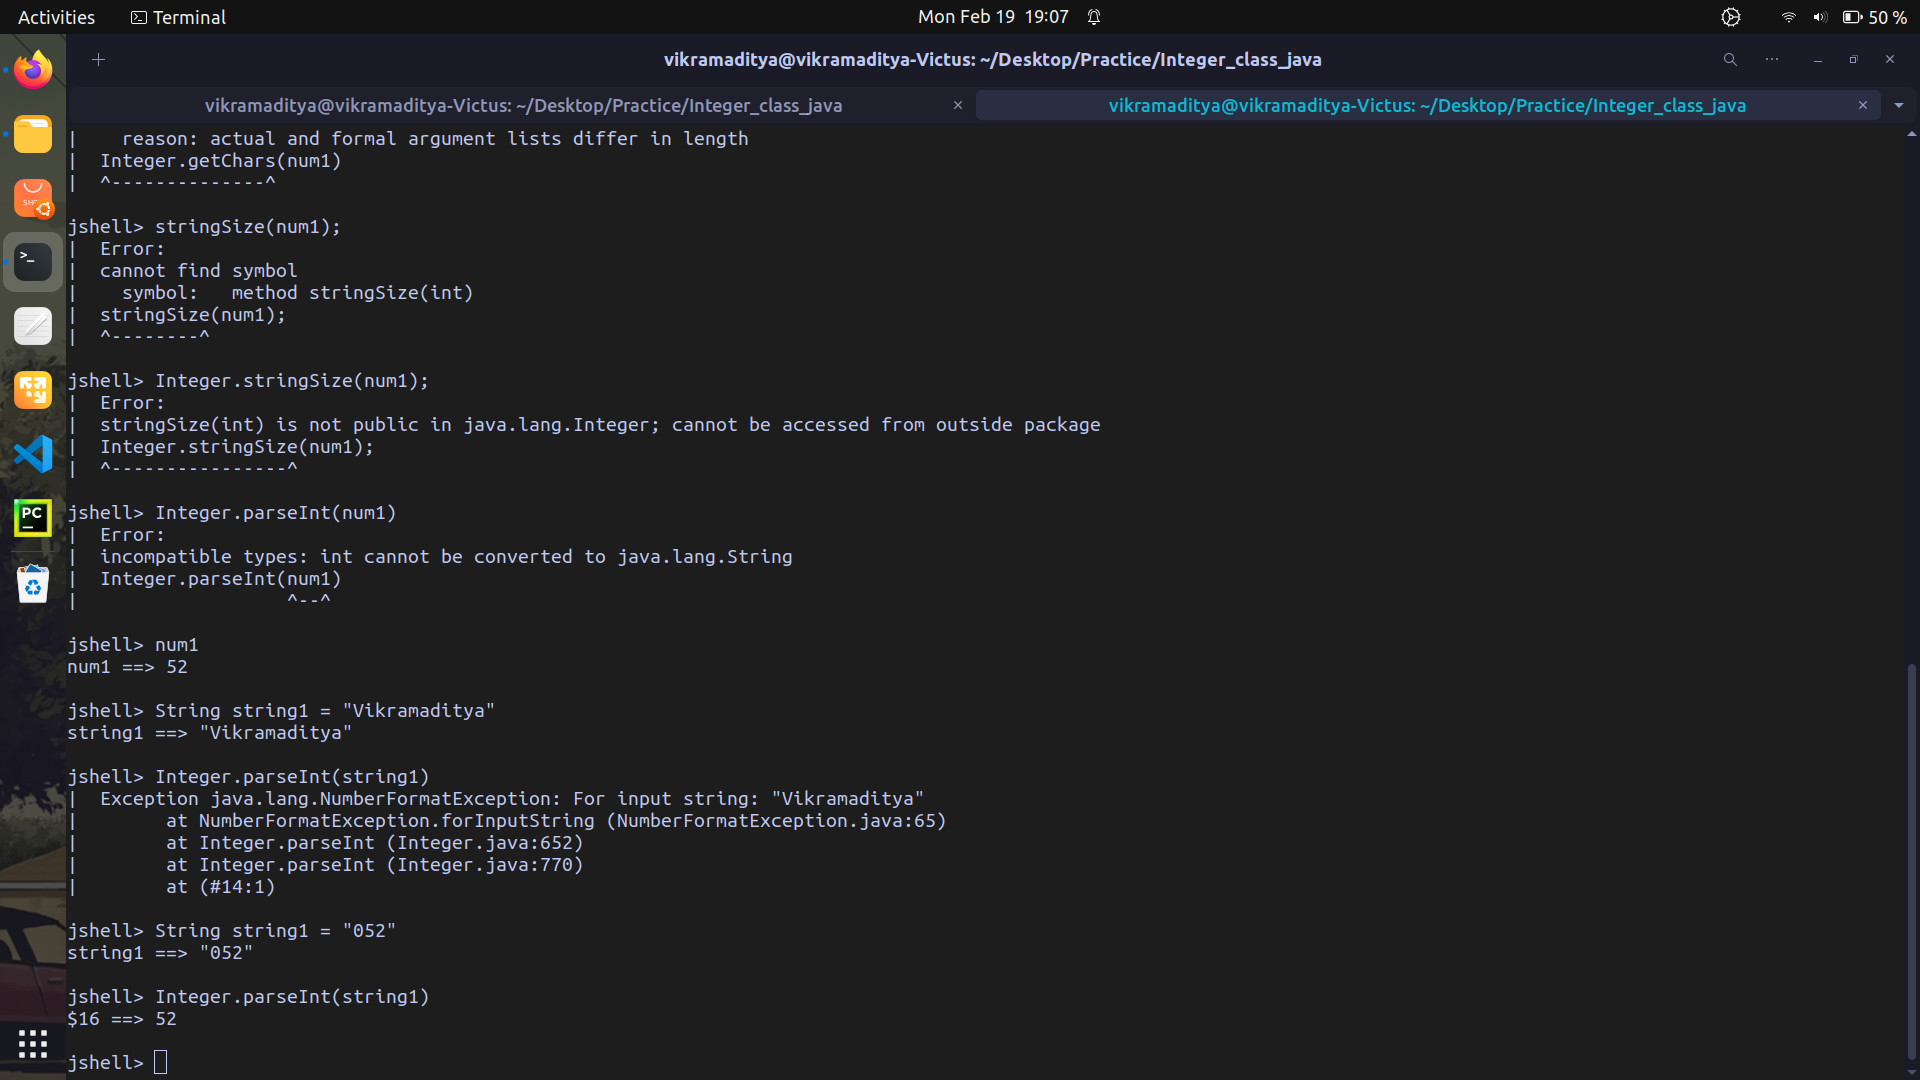 Activities
Terminal
Mon Feb 19 19:07
50 %
vikramaditya@vikramaditya-Victus: ~/Desktop/Practice/Integer_class_java
vikramaditya@vikramaditya-Victus: ~/Desktop/Practice/Integer_class_java
vikramaditya@vikramaditya-Victus: ~/Desktop/Practice/Integer_class_java
|    reason: actual and formal argument lists differ in length
|  Integer.getChars(num1)
|  ^--------------^
jshell> stringSize(num1);
|  Error:
|  cannot find symbol
|    symbol:   method stringSize(int)
|  stringSize(num1);
|  ^--------^
jshell> Integer.stringSize(num1);
|  Error:
|  stringSize(int) is not public in java.lang.Integer; cannot be accessed from outside package
|  Integer.stringSize(num1);
|  ^----------------^
jshell> Integer.parseInt(num1)
|  Error:
|  incompatible types: int cannot be converted to java.lang.String
|  Integer.parseInt(num1)
|                   ^--^
jshell> num1
num1 ==> 52
jshell> String string1 = "Vikramaditya"
string1 ==> "Vikramaditya"
jshell> Integer.parseInt(string1)
|  Exception java.lang.NumberFormatException: For input string: "Vikramaditya"
|        at NumberFormatException.forInputString (NumberFormatException.java:65)
|        at Integer.parseInt (Integer.java:652)
|        at Integer.parseInt (Integer.java:770)
|        at (#14:1)
jshell> String string1 = "052"
string1 ==> "052"
jshell> Integer.parseInt(string1)
$16 ==> 52
jshell>
PC